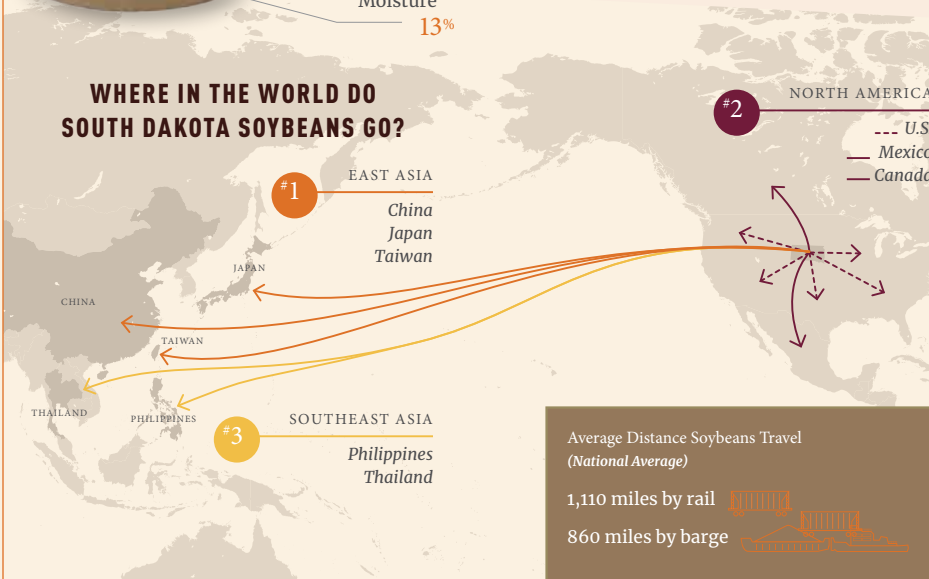 Moisture
13%
WHERE IN THE WORLD DO
SOUTH DAKOTA SOYBEANS GO?
#1
EAST ASIA
China
Japan
Taiwan
#2
NORTH AMERICA
U.S
Mexico
Canada
JAPAN
CHINA
TAIWAN
THAILAND
PHILIPPINES
#3
SOUTHEAST ASIA
Philippines
Thailand
Average Distance Soybeans Travel
(National Average)
1,110 miles by rail
860 miles by barge